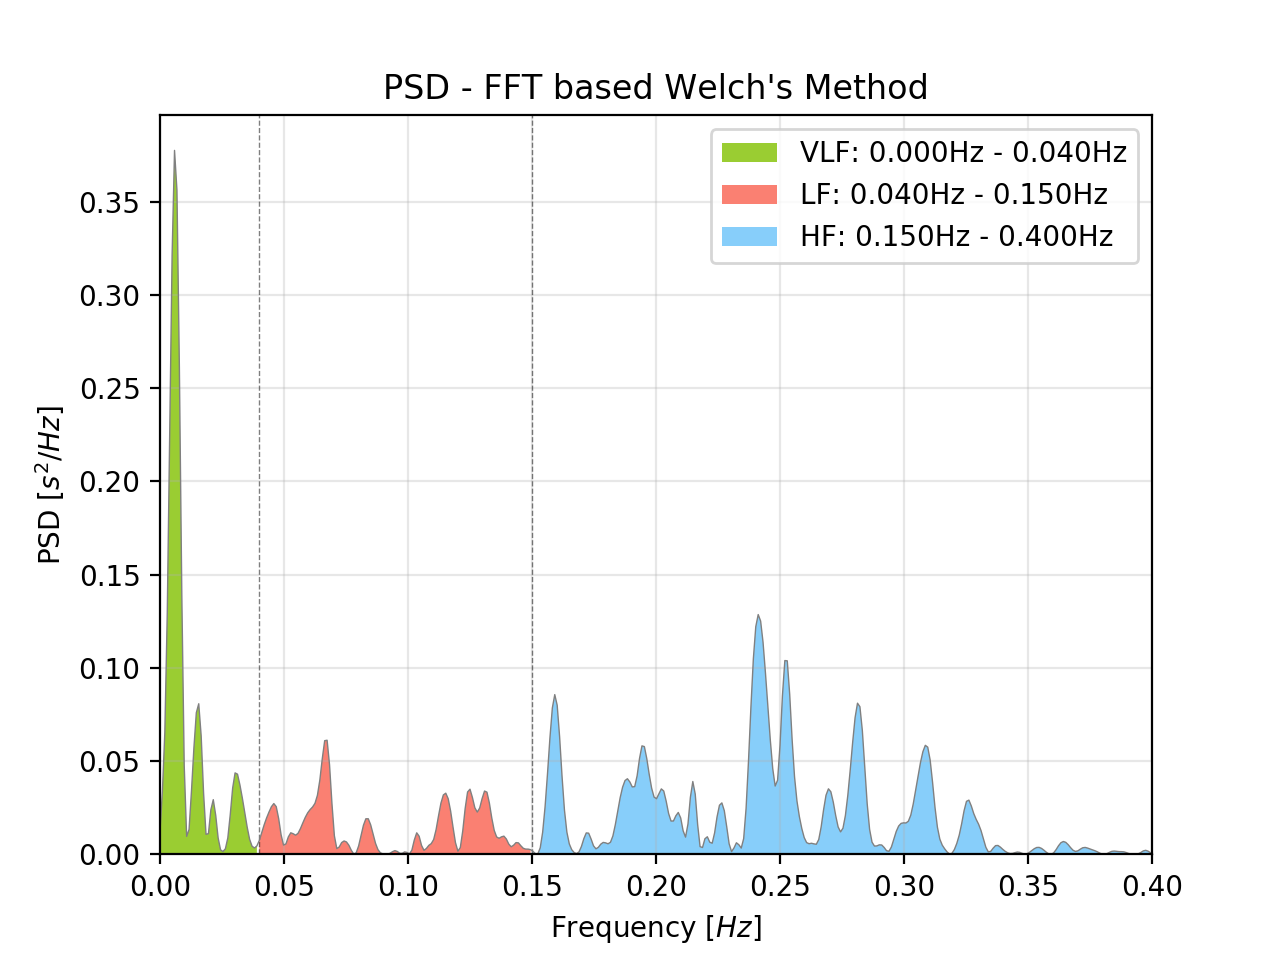 PSD - FFT based Welch's Method
VLF: 0.000Hz - 0.040Hz
LF: 0.040Hz - 0.150Hz
HF: 0.150Hz - 0.400Hz
PSD [s²/Hz]
0.35
0.30
0.25
0.20
0.15
0.10
0.05
0.00
0.00 0.05 0.10 0.15 0.20 0.25 0.30 0.35 0.40
Frequency [Hz]